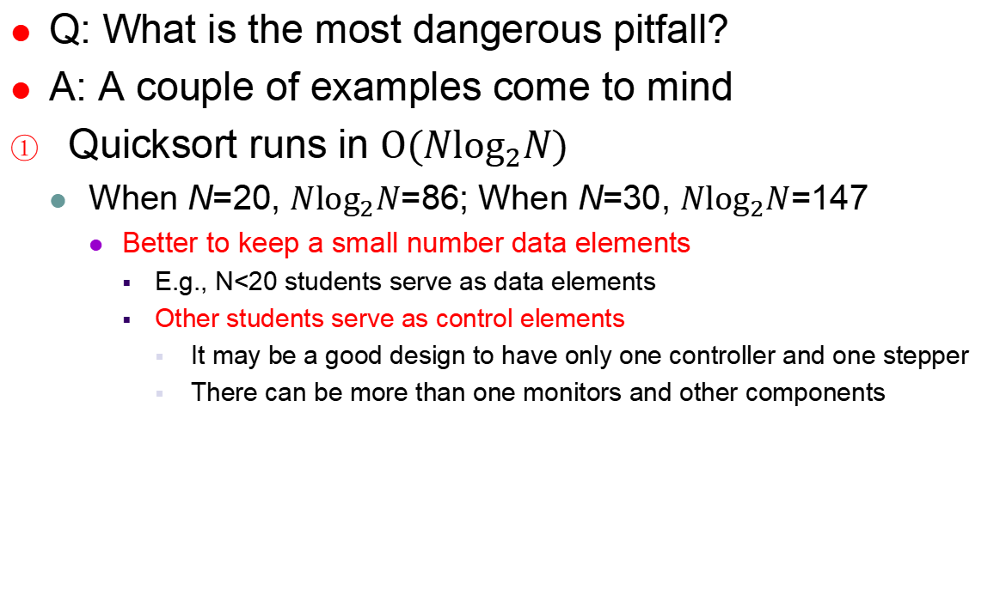 Q: What is the most dangerous pitfall?
A: A couple of examples come to mind
① Quicksort runs in O(Nlog₂N)
When N=20, Nlog₂N=86; When N=30, Nlog₂N=147
Better to keep a small number data elements
E.g., N<20 students serve as data elements
Other students serve as control elements
It may be a good design to have only one controller and one stepper
There can be more than one monitors and other components